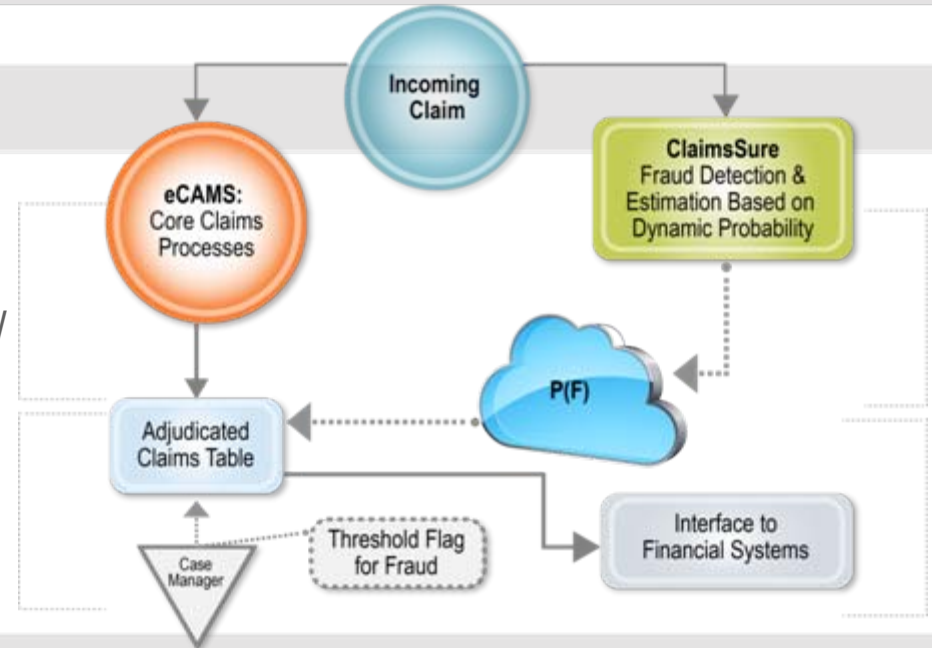 Incoming
Claim
eCAMS:
Core Claims
Processes
ClaimsSure
Fraud Detection &
Estimation Based on
Dynamic Probability
/
P(F)
Adjudicated
Claims Table
Threshold Flag
for Fraud
Interface to
Financial Systems
Case
Manager